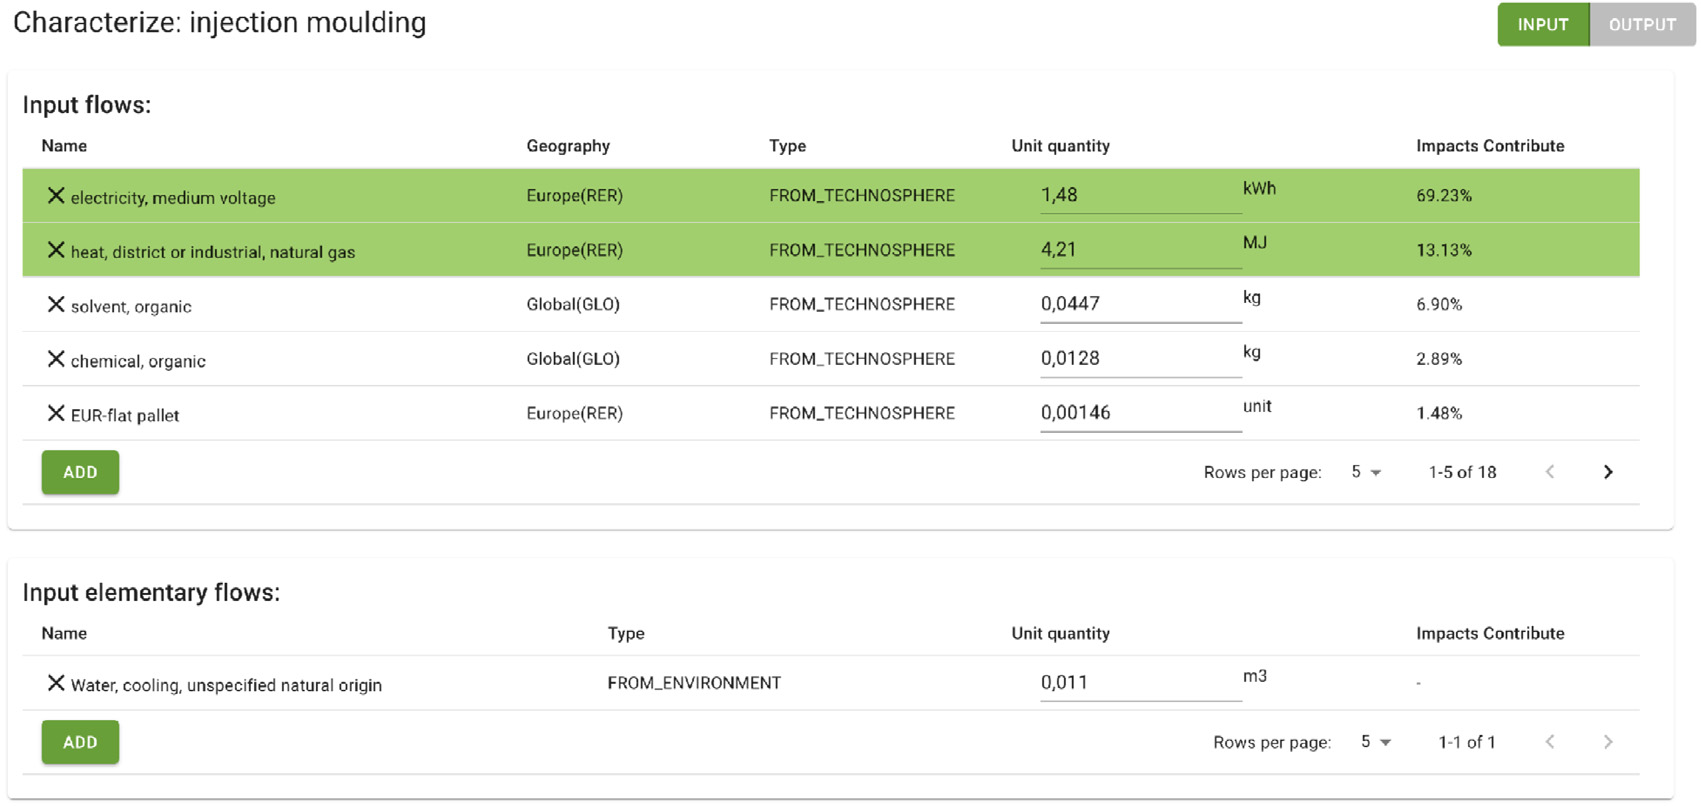 Characterize: injection moulding
INPUT OUTPUT
Input flows:
Name Geography Type Unit quantity Impacts Contribute
electricity, medium voltage Europe(RER) FROM_TECHNOSPHERE 1,48 kWh 69.23%
heat, district or industrial, natural gas Europe(RER) FROM_TECHNOSPHERE 4,21 MJ 13.13%
solvent, organic Global(GLO) FROM_TECHNOSPHERE 0,0447 kg 6.90%
chemical, organic Global(GLO) FROM_TECHNOSPHERE 0,0128 kg 2.89%
EUR-flat pallet Europe(RER) FROM_TECHNOSPHERE 0,00146 unit 1.48%
ADD Rows per page: 5 1-5 of 18
Input elementary flows:
Name Type Unit quantity Impacts Contribute
Water, cooling, unspecified natural origin FROM_ENVIRONMENT 0,011 m3 -
ADD Rows per page: 5 1-1 of 1